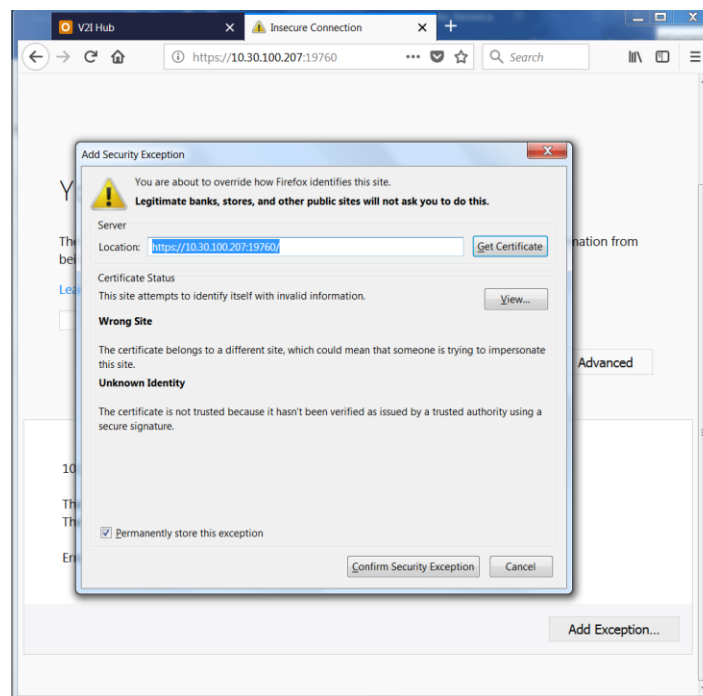 V2I Hub
Insecure Connection
https://10.30.100.207:19760
Search
Add Security Exception
You are about to override how Firefox identifies this site.
Legitimate banks, stores, and other public sites will not ask you to do this.
Server
Location: https://10.30.100.207:19760/ Get Certificate
mation from
Certificate Status
This site attempts to identify itself with invalid information.
View...
Wrong Site
The certificate belongs to a different site, which could mean that someone is trying to impersonate
this site.
Advanced
Unknown Identity
The certificate is not trusted because it hasn't been verified as issued by a trusted authority using a
secure signature.
10
Permanently store this exception
Confirm Security Exception Cancel
Add Exception...